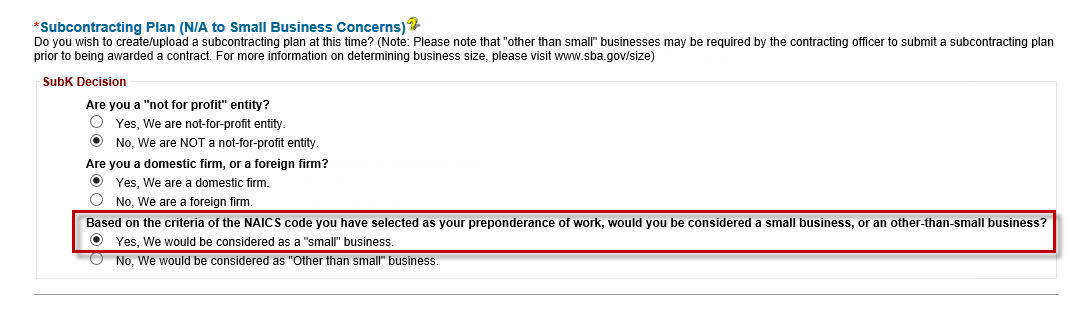 *Subcontracting Plan (N/A to Small Business Concerns)
Do you wish to create/upload a subcontracting plan at this time? (Note: Please note that "other than small" businesses may be required by the contracting officer to submit a subcontracting plan
prior to being awarded a contract. For more information on determining business size, please visit www.sba.gov/size)
SubK Decision
Are you a "not for profit" entity?
Yes, We are not-for-profit entity.
No, We are NOT a not-for-profit entity.
Are you a domestic firm, or a foreign firm?
Yes, We are a domestic firm.
No, We are a foreign firm.
Based on the criteria of the NAICS code you have selected as your preponderance of work, would you be considered a small business, or an other-than-small business?
Yes, We would be considered as a "small" business.
No, We would be considered as "Other than small" business.